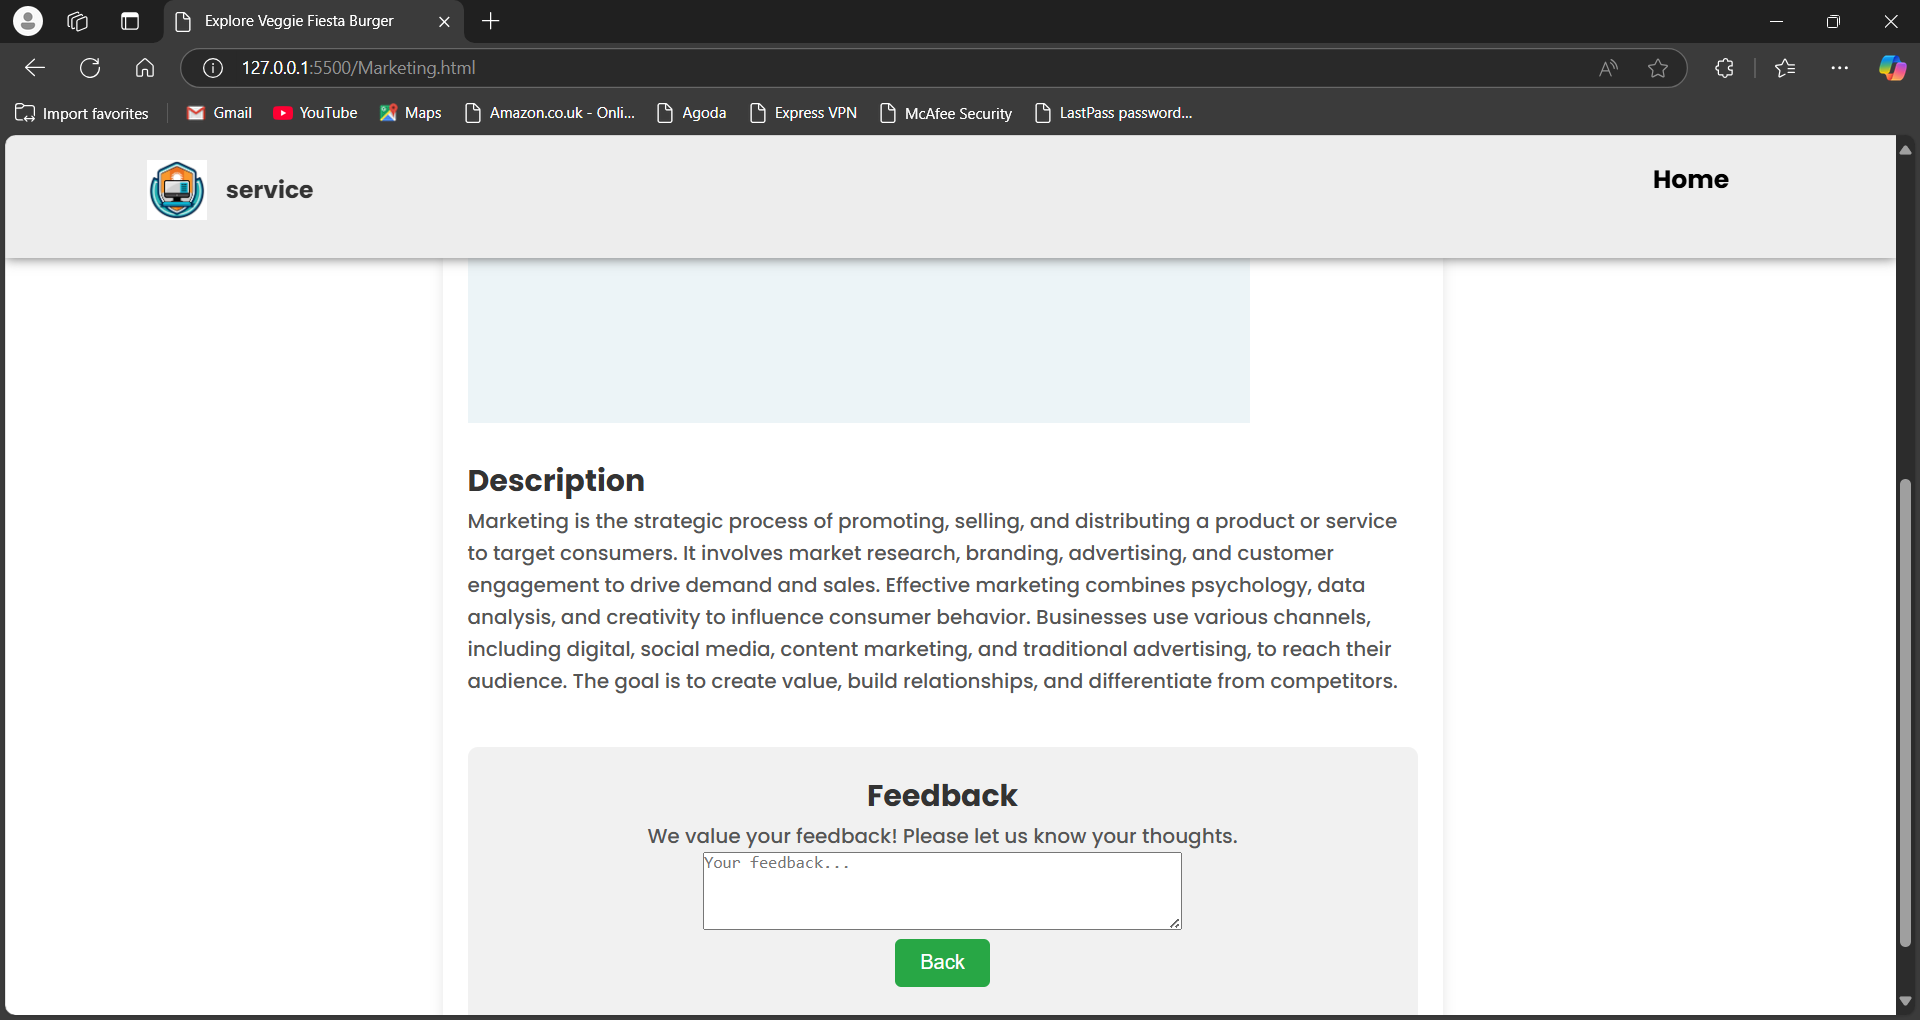 Explore Veggie Fiesta Burger
127.0.0.1:5500/Marketing.html
Import favorites
Gmail
YouTube
Maps
Amazon.co.uk - Onli...
Agoda
Express VPN
McAfee Security
LastPass password...
service
Home
Description
Marketing is the strategic process of promoting, selling, and distributing a product or service
to target consumers. It involves market research, branding, advertising, and customer
engagement to drive demand and sales. Effective marketing combines psychology, data
analysis, and creativity to influence consumer behavior. Businesses use various channels,
including digital, social media, content marketing, and traditional advertising, to reach their
audience. The goal is to create value, build relationships, and differentiate from competitors.
Feedback
We value your feedback! Please let us know your thoughts.
Your feedback...
Back